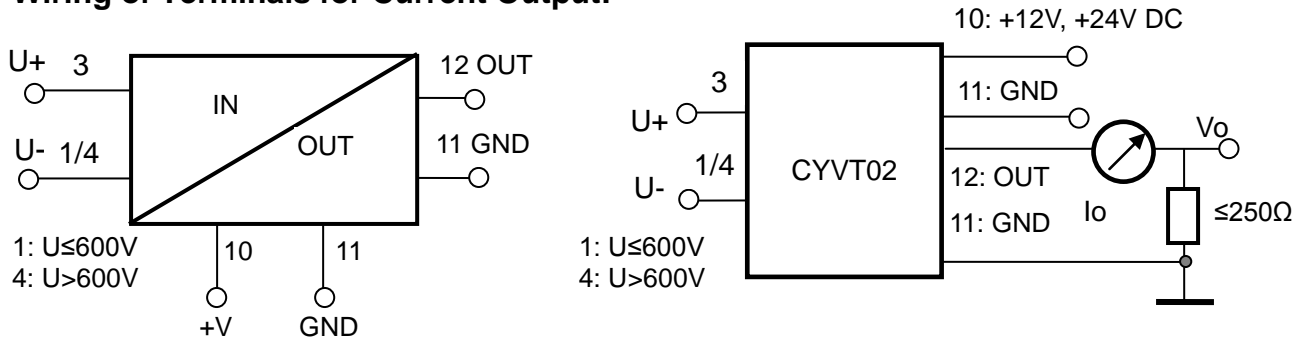 Wiring of Terminals for Current Output:
U+ 3
IN
12 OUT
U- 1/4
OUT
11 GND
1: U≤600V
4: U>600V
10
11
+V
GND
10: +12V, +24V DC
3
11: GND
U+
Vo
1/4
CYVT02
12: OUT
U-
Io
≤250Ω
11: GND
1: U≤600V
4: U>600V